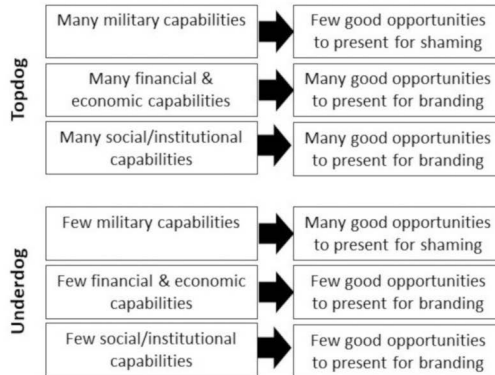 Topdog
Many military capabilities
Few good opportunities
to present for shaming
Many financial &
economic capabilities
Many good opportunities
to present for branding
Many social/institutional
capabilities
Many good opportunities
to present for branding
Underdog
Few military capabilities
Many good opportunities
to present for shaming
Few financial & economic
capabilities
Few good opportunities
to present for branding
Few social/institutional
capabilities
Few good opportunities
to present for branding